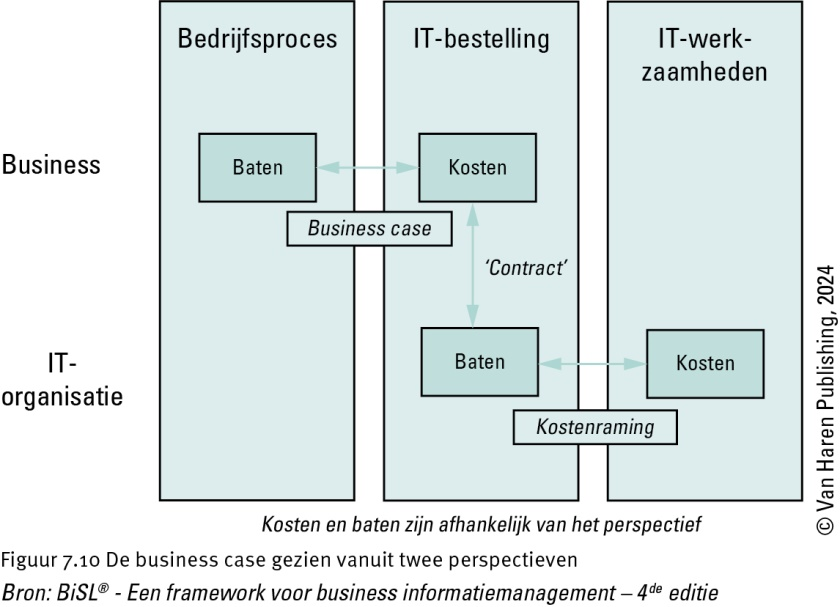 Bedrijfsproces
IT-bestelling
IT-werk-
zaamheden
Business
Baten
Kosten
Business case
‘Contract’
IT-
organisatie
Baten
Kosten
Kostenraming
Kosten en baten zijn afhankelijk van het perspectief
© Van Haren Publishing, 2024
Figuur 7.10 De business case gezien vanuit twee perspectieven
Bron: BiSL® - Een framework voor business informatiemanagement – 4de editie